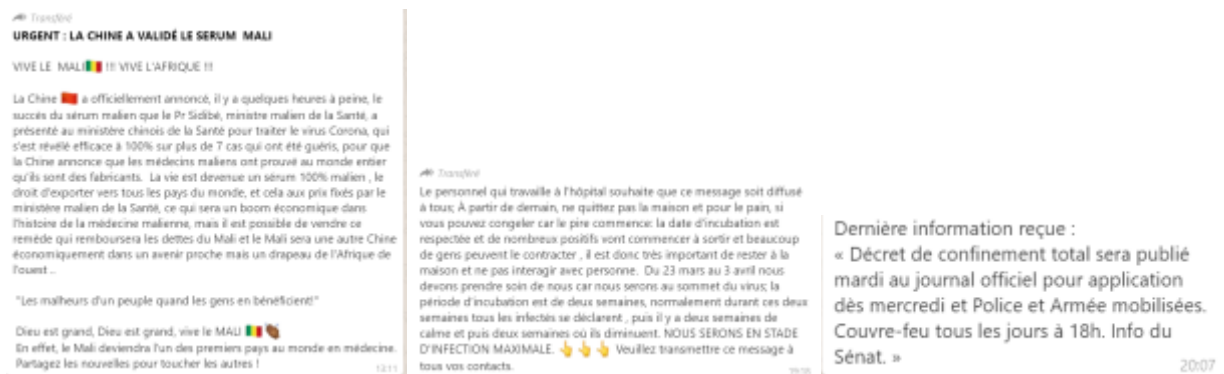 Transféré
URGENT : LA CHINE A VALIDÉ LE SERUM MALI
VIVE LE MALI🇲🇱 !!! VIVE L'AFRIQUE !!!
La Chine 🇨🇳 a officiellement annoncé, il y a quelques heures à peine, le
succès du sérum malien que le Pr Sidibé, ministre malien de la Santé, a
présenté au ministère chinois de la Santé pour traiter le virus Corona, qui
s'est révélé efficace à 100% sur plus de 7 cas qui ont été guéris, pour que
la Chine annonce que les médecins maliens ont prouvé au monde entier
qu'ils sont des fabricants. La vie est devenue un sérum 100% malien , le
droit d'exporter vers tous les pays du monde, et cela aux prix fixés par le
ministère malien de la Santé, ce qui sera un boom économique dans
l'histoire de la médecine malienne, mais il est possible de vendre ce
remède qui remboursera les dettes du Mali et le Mali sera une autre Chine
économiquement dans un avenir proche mais un drapeau de l'Afrique de
l'ouest ..
"Les malheurs d'un peuple quand les gens en bénéficient!"
Dieu est grand, Dieu est grand, vive le MALI 🇲🇱 👏🏾
En effet, le Mali deviendra l'un des premiers pays au monde en médecine.
Partagez les nouvelles pour toucher les autres !
13:11
Transféré
Le personnel qui travaille à l'hôpital souhaite que ce message soit diffusé
à tous; À partir de demain, ne quittez pas la maison et pour le pain, si
vous pouvez congeler car le pire commence: la date d'incubation est
respectée et de nombreux positifs vont commencer à sortir et beaucoup
de gens peuvent le contracter , il est donc très important de rester à la
maison et ne pas interagir avec personne. Du 23 mars au 3 avril nous
devons prendre soin de nous car nous serons au sommet du virus; la
période d'incubation est de deux semaines, normalement durant ces deux
semaines tous les infectés se déclarent , puis il y a deux semaines de
calme et puis deux semaines où ils diminuent. NOUS SERONS EN STADE
D'INFECTION MAXIMALE. 👆 👆 👆 Veuillez transmettre ce message à
tous vos contacts.
Dernière information reçue :
« Décret de confinement total sera publié
mardi au journal officiel pour application
dès mercredi et Police et Armée mobilisées.
Couvre-feu tous les jours à 18h. Info du
Sénat. »
20:07